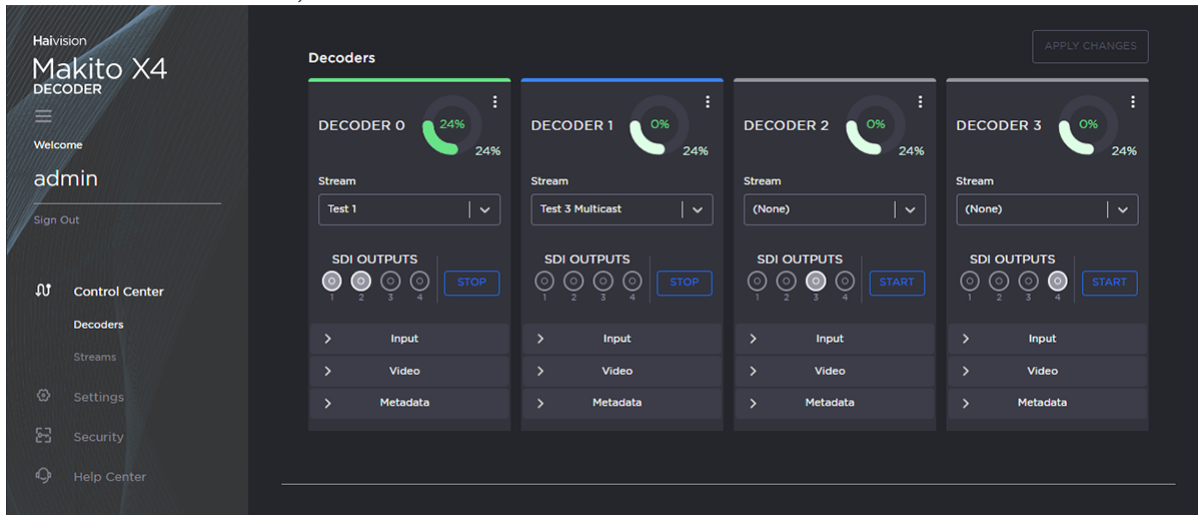 Haivision
Makito X4
DECODER
Welcome
admin
Sign Out
Control Center
Decoders
Streams
Settings
Security
Help Center
APPLY CHANGES
Decoders
DECODER 0
24%
24%
Stream
Test 1
SDI OUTPUTS
1 2 3 4
STOP
Input
Video
Metadata
DECODER 1
0%
24%
Stream
Test 3 Multicast
SDI OUTPUTS
1 2 3 4
STOP
Input
Video
Metadata
DECODER 2
0%
24%
Stream
(None)
SDI OUTPUTS
1 2 3 4
START
Input
Video
Metadata
DECODER 3
0%
24%
Stream
(None)
SDI OUTPUTS
1 2 3 4
START
Input
Video
Metadata